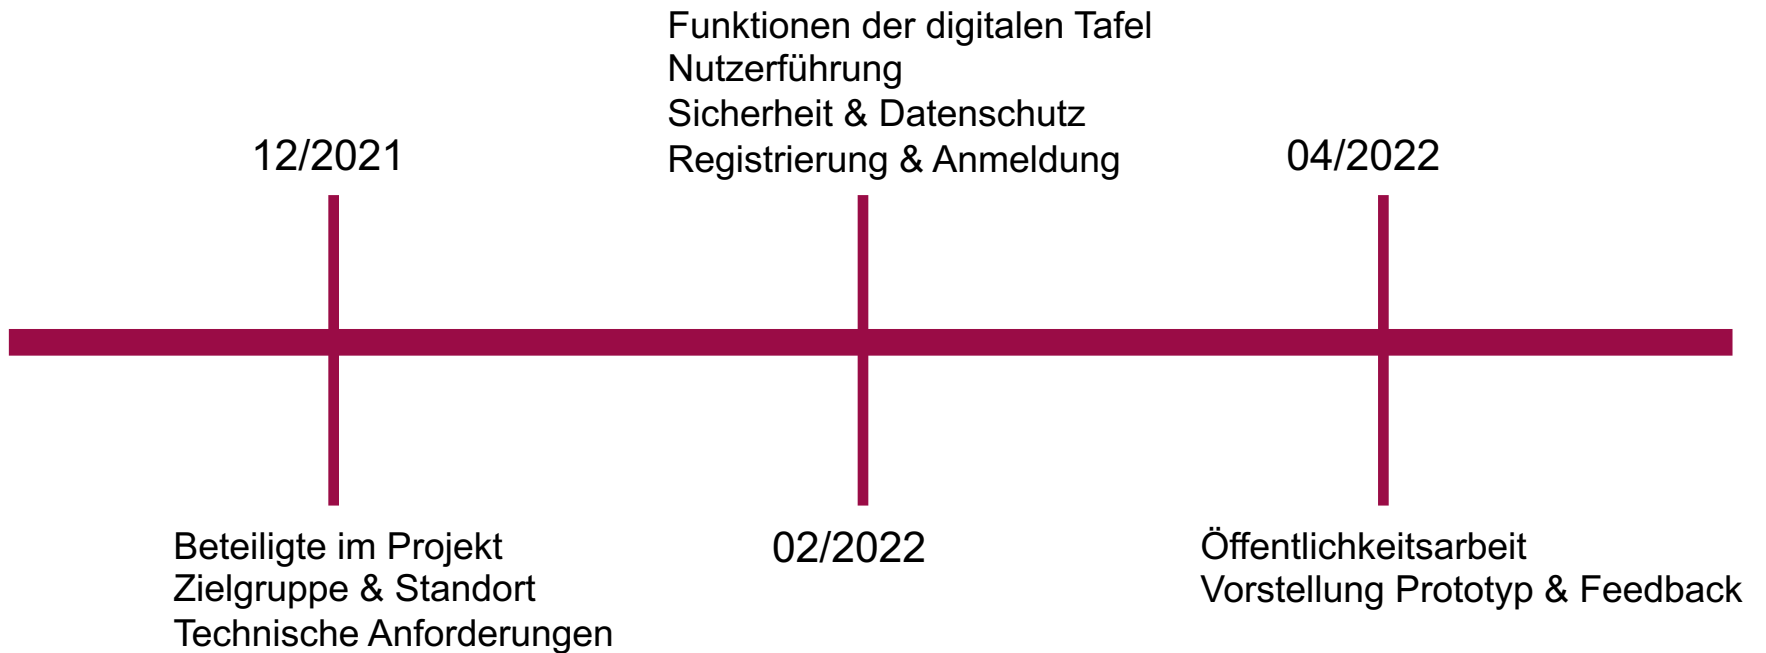 12/2021
Beteiligte im Projekt
Zielgruppe & Standort
Technische Anforderungen
Funktionen der digitalen Tafel
Nutzerführung
Sicherheit & Datenschutz
Registrierung & Anmeldung
02/2022
04/2022
Öffentlichkeitsarbeit
Vorstellung Prototyp & Feedback